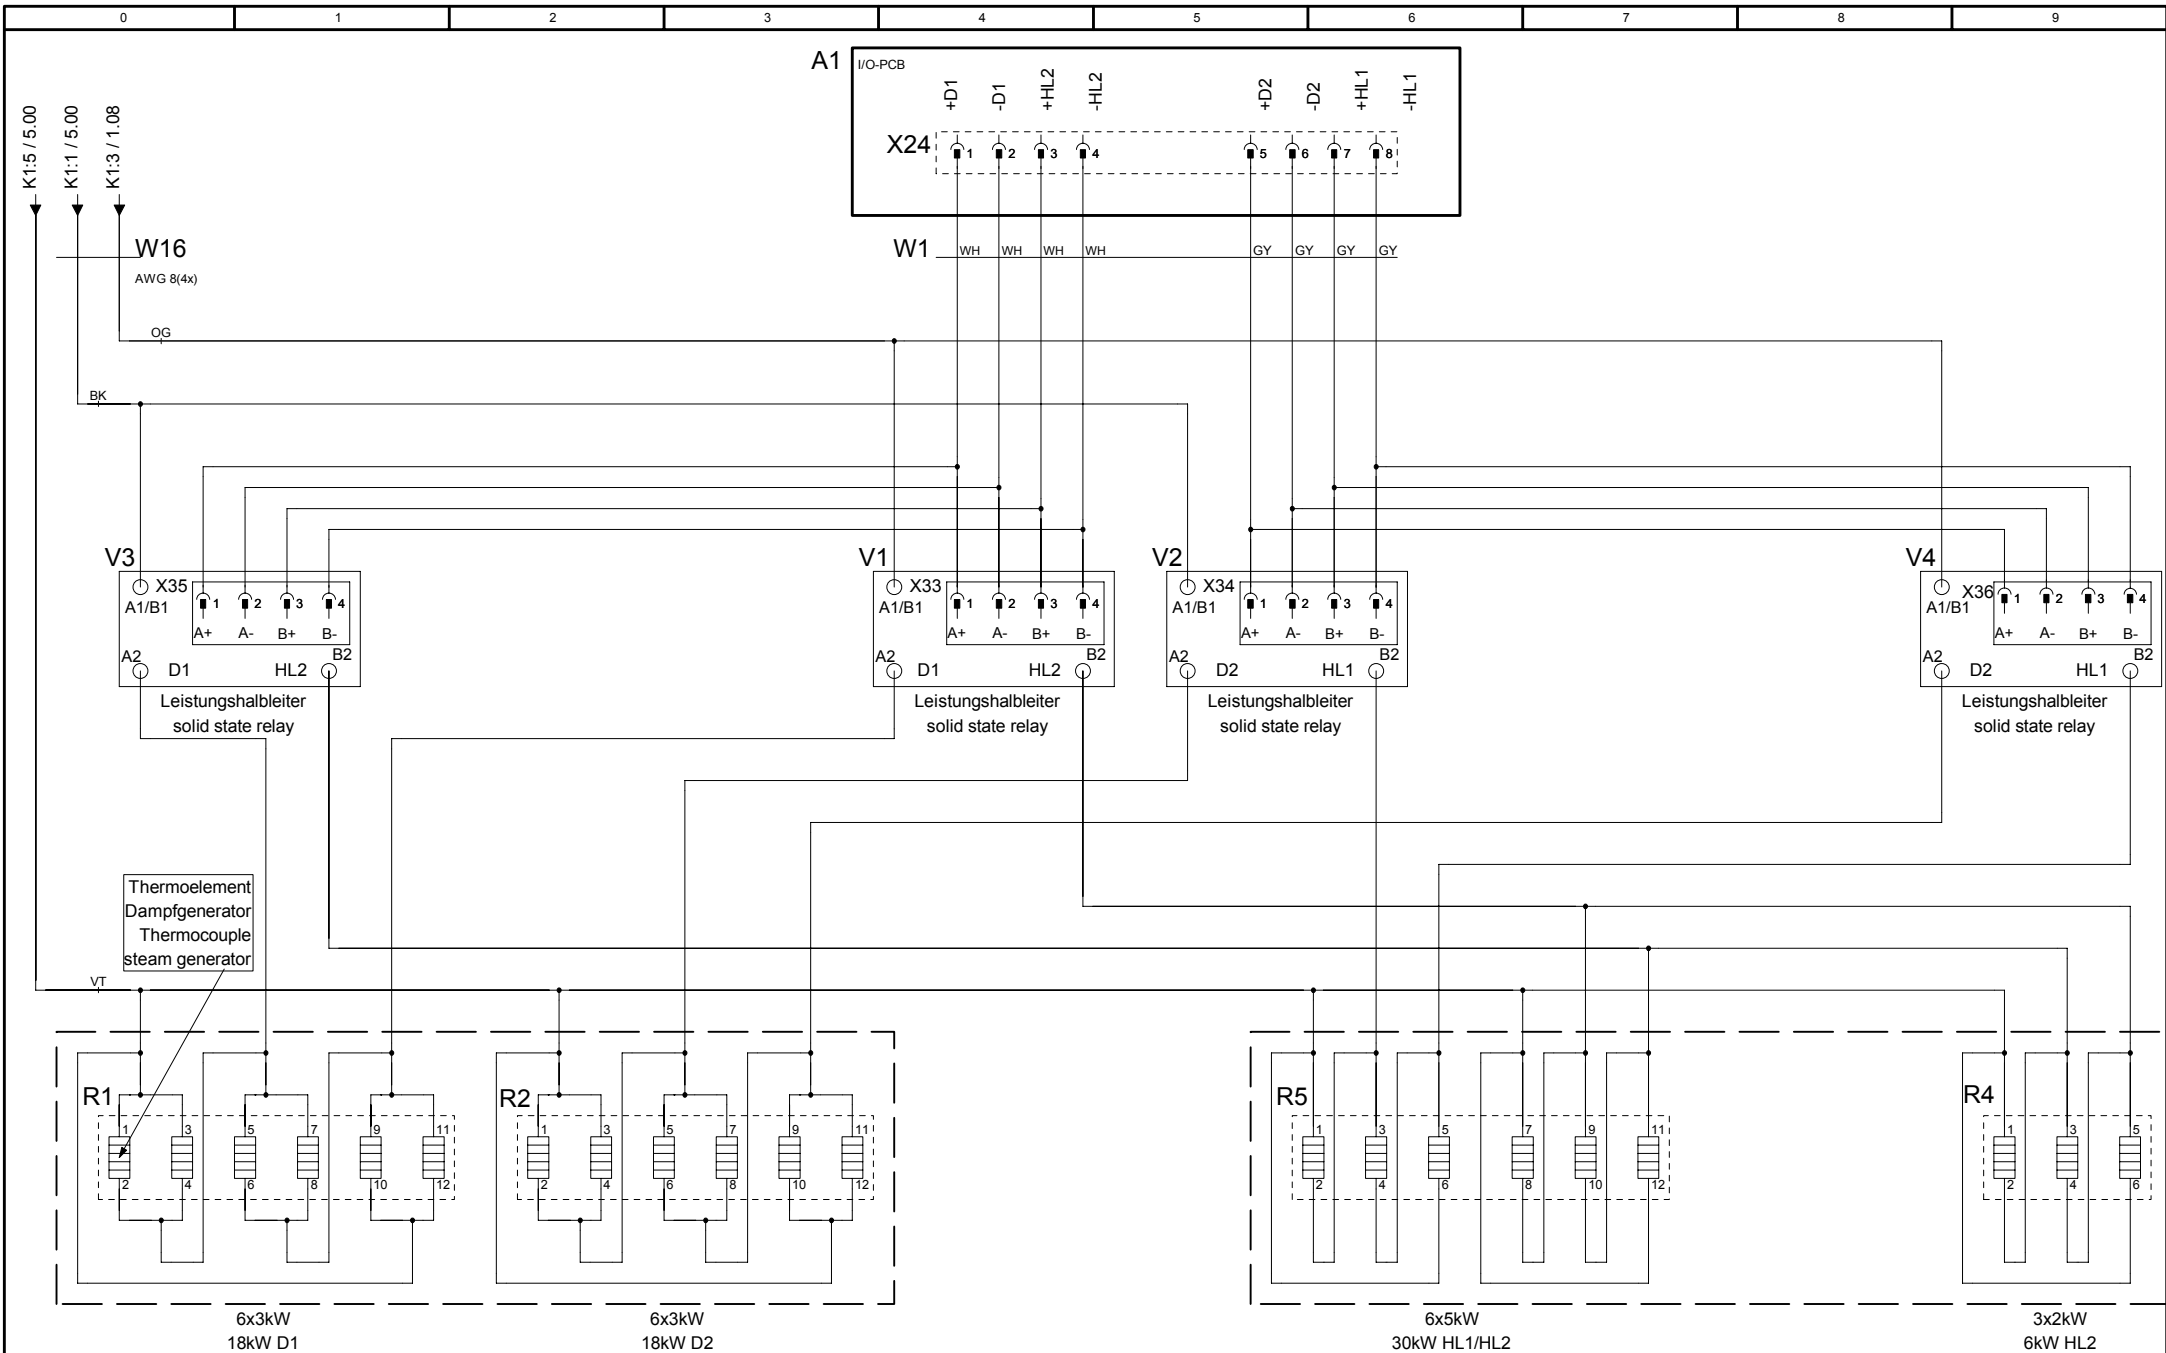 0 1 2 3 4 5 6 7 8 9
A1 I/O-PCB
+D1 -D1 +HL2 -HL2 +D2 -D2 +HL1 -HL1
K1:5 / 5.00
K1:1 / 5.00
K1:3 / 1.08
X24 1 2 3 4 5 6 7 8
W16
AWG 8(4x)
W1 WH WH WH WH GY GY GY GY
OG
BK
V3 V1 V2 V4
X35 1 2 3 4
A1/B1 A+ A- B+ B-
A2 D1 HL2 B2
Leistungshalbleiter
solid state relay
X33 1 2 3 4
A1/B1 A+ A- B+ B-
A2 D1 HL2 B2
Leistungshalbleiter
solid state relay
X34 1 2 3 4
A1/B1 A+ A- B+ B-
A2 D2 HL1 B2
Leistungshalbleiter
solid state relay
X36 1 2 3 4
A1/B1 A+ A- B+ B-
A2 D2 HL1 B2
Leistungshalbleiter
solid state relay
Thermoelement
Dampfgenerator
Thermocouple
steam generator
VT
R1
1 3 5 7 9 11
2 4 6 8 10 12
6x3kW
18kW D1
R2
1 3 5 7 9 11
2 4 6 8 10 12
6x3kW
18kW D2
R5
1 3 5 7 9 11
2 4 6 8 10 12
6x5kW
30kW HL1/HL2
R4
1 3 5
2 4 6
3x2kW
6kW HL2